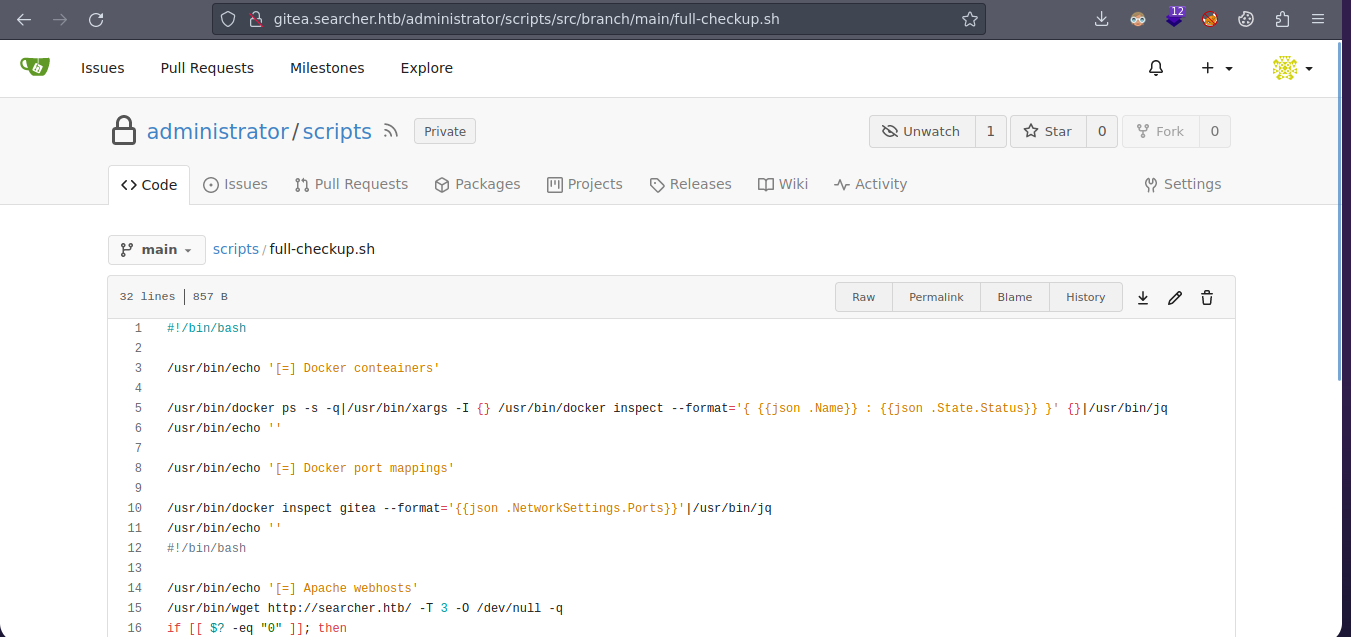 gitea.searcher.htb/administrator/scripts/src/branch/main/full-checkup.sh
12
Issues Pull Requests Milestones Explore
administrator/scripts Private Unwatch 1 Star 0 Fork 0
Code Issues Pull Requests Packages Projects Releases Wiki Activity Settings
main scripts/full-checkup.sh
32 lines | 857 B Raw Permalink Blame History
1 #!/bin/bash
2
3 /usr/bin/echo '[=] Docker conteainers'
4
5 /usr/bin/docker ps -s -q|/usr/bin/xargs -I {} /usr/bin/docker inspect --format='{ {{json .Name}} : {{json .State.Status}} }' {}|/usr/bin/jq
6 /usr/bin/echo ''
7
8 /usr/bin/echo '[=] Docker port mappings'
9
10 /usr/bin/docker inspect gitea --format='{{json .NetworkSettings.Ports}}'|/usr/bin/jq
11 /usr/bin/echo ''
12 #!/bin/bash
13
14 /usr/bin/echo '[=] Apache webhosts'
15 /usr/bin/wget http://searcher.htb/ -T 3 -O /dev/null -q
16 if [[ $? -eq "0" ]]; then